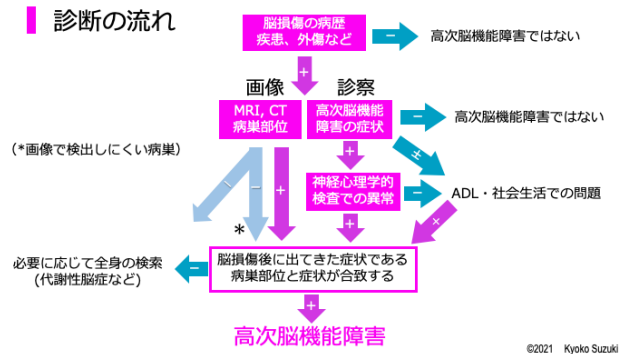 診断の流れ
脳損傷の病歴
疾患、外傷など
－
高次脳機能障害ではない
＋
画像
診察
MRI, CT
病巣部位
高次脳機能
障害の症状
－
高次脳機能障害ではない
(*画像で検出しにくい病巣)
＋
±
－
－
＋
神経心理学的
検査での異常
－
ADL・社会生活での問題
＋
＋
*
脳損傷後に出てきた症状である
病巣部位と症状が合致する
－
必要に応じて全身の検索
(代謝性脳症など)
＋
高次脳機能障害
©2021 Kyoko Suzuki